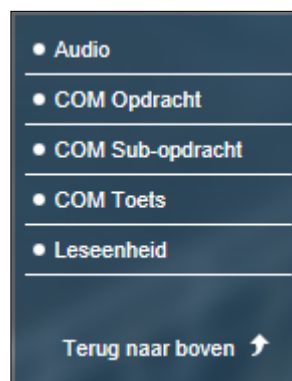 Audio
COM Opdracht
COM Sub-opdracht
COM Toets
Leseenheid
Terug naar boven